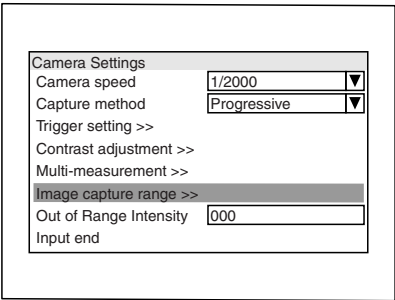 Camera Settings
Camera speed 1/2000 ▼
Capture method Progressive ▼
Trigger setting >>
Contrast adjustment >>
Multi-measurement >>
Image capture range >>
Out of Range Intensity 000
Input end